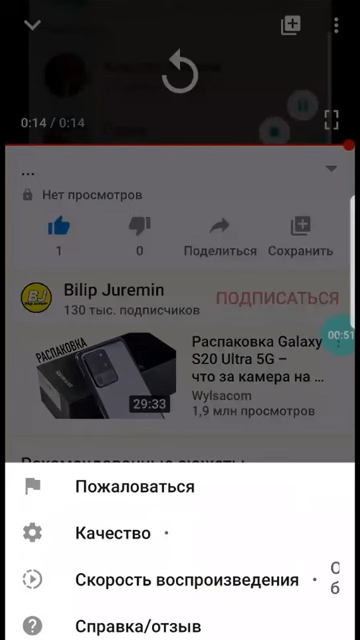 0:14 / 0:14
...
Нет просмотров
1
0
Поделиться
Сохранить
BJ
Bilip Juremin
130 тыс. подписчиков
ПОДПИСАТЬСЯ
00:51
РАСПАКОВКА
29:33
Распаковка Galaxy
S20 Ultra 5G –
что за камера на ...
Wylsacom
1,9 млн просмотров
Пожаловаться
Качество ·
Скорость воспроизведения ·
Справка/отзыв